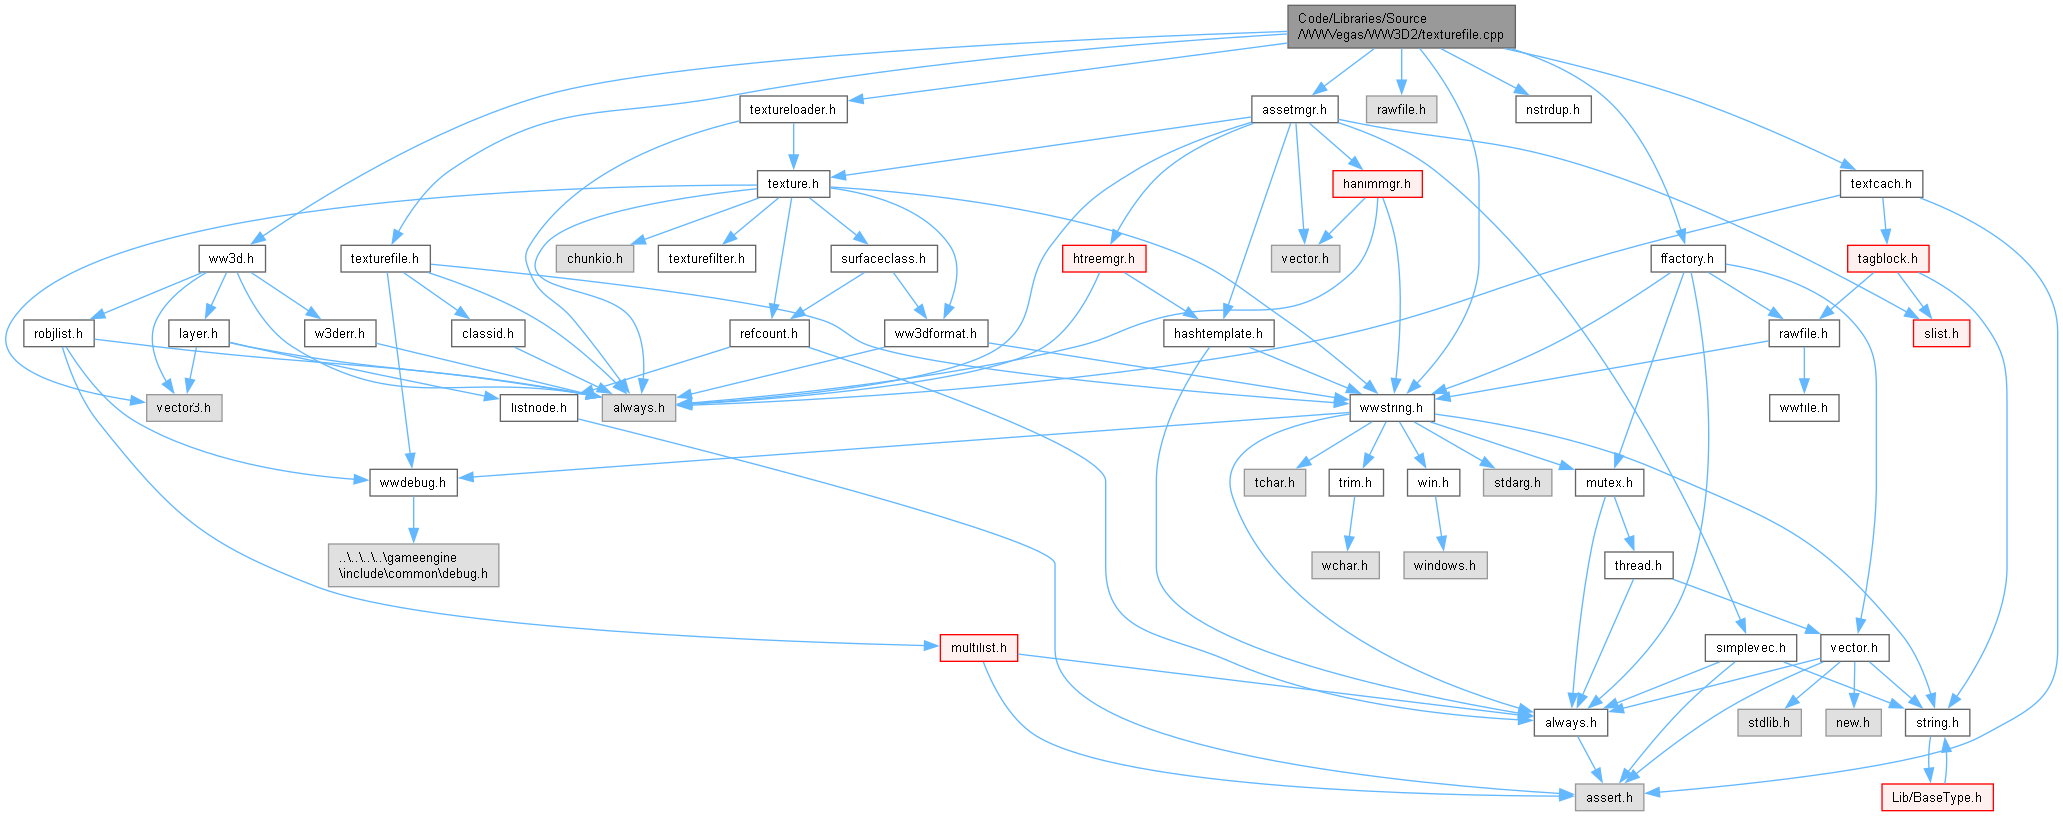 Code/Libraries/Source
/WWVegas/WW3D2/texturefile.cpp
textureloader.h
assetmgr.h
rawfile.h
nstrdup.h
texture.h
hanimmgr.h
textcach.h
ww3d.h
texturefile.h
chunkio.h
texturefilter.h
surfaceclass.h
htreemgr.h
vector.h
ffactory.h
tagblock.h
robjlist.h
layer.h
w3derr.h
classid.h
refcount.h
ww3dformat.h
hashtemplate.h
rawfile.h
slist.h
vector3.h
listnode.h
always.h
wwstring.h
wwfile.h
wwdebug.h
tchar.h
trim.h
win.h
stdarg.h
mutex.h
..\..\..\..\gameengine
\include\common\debug.h
wchar.h
windows.h
thread.h
multilist.h
simplevec.h
vector.h
always.h
stdlib.h
new.h
string.h
assert.h
Lib/BaseType.h